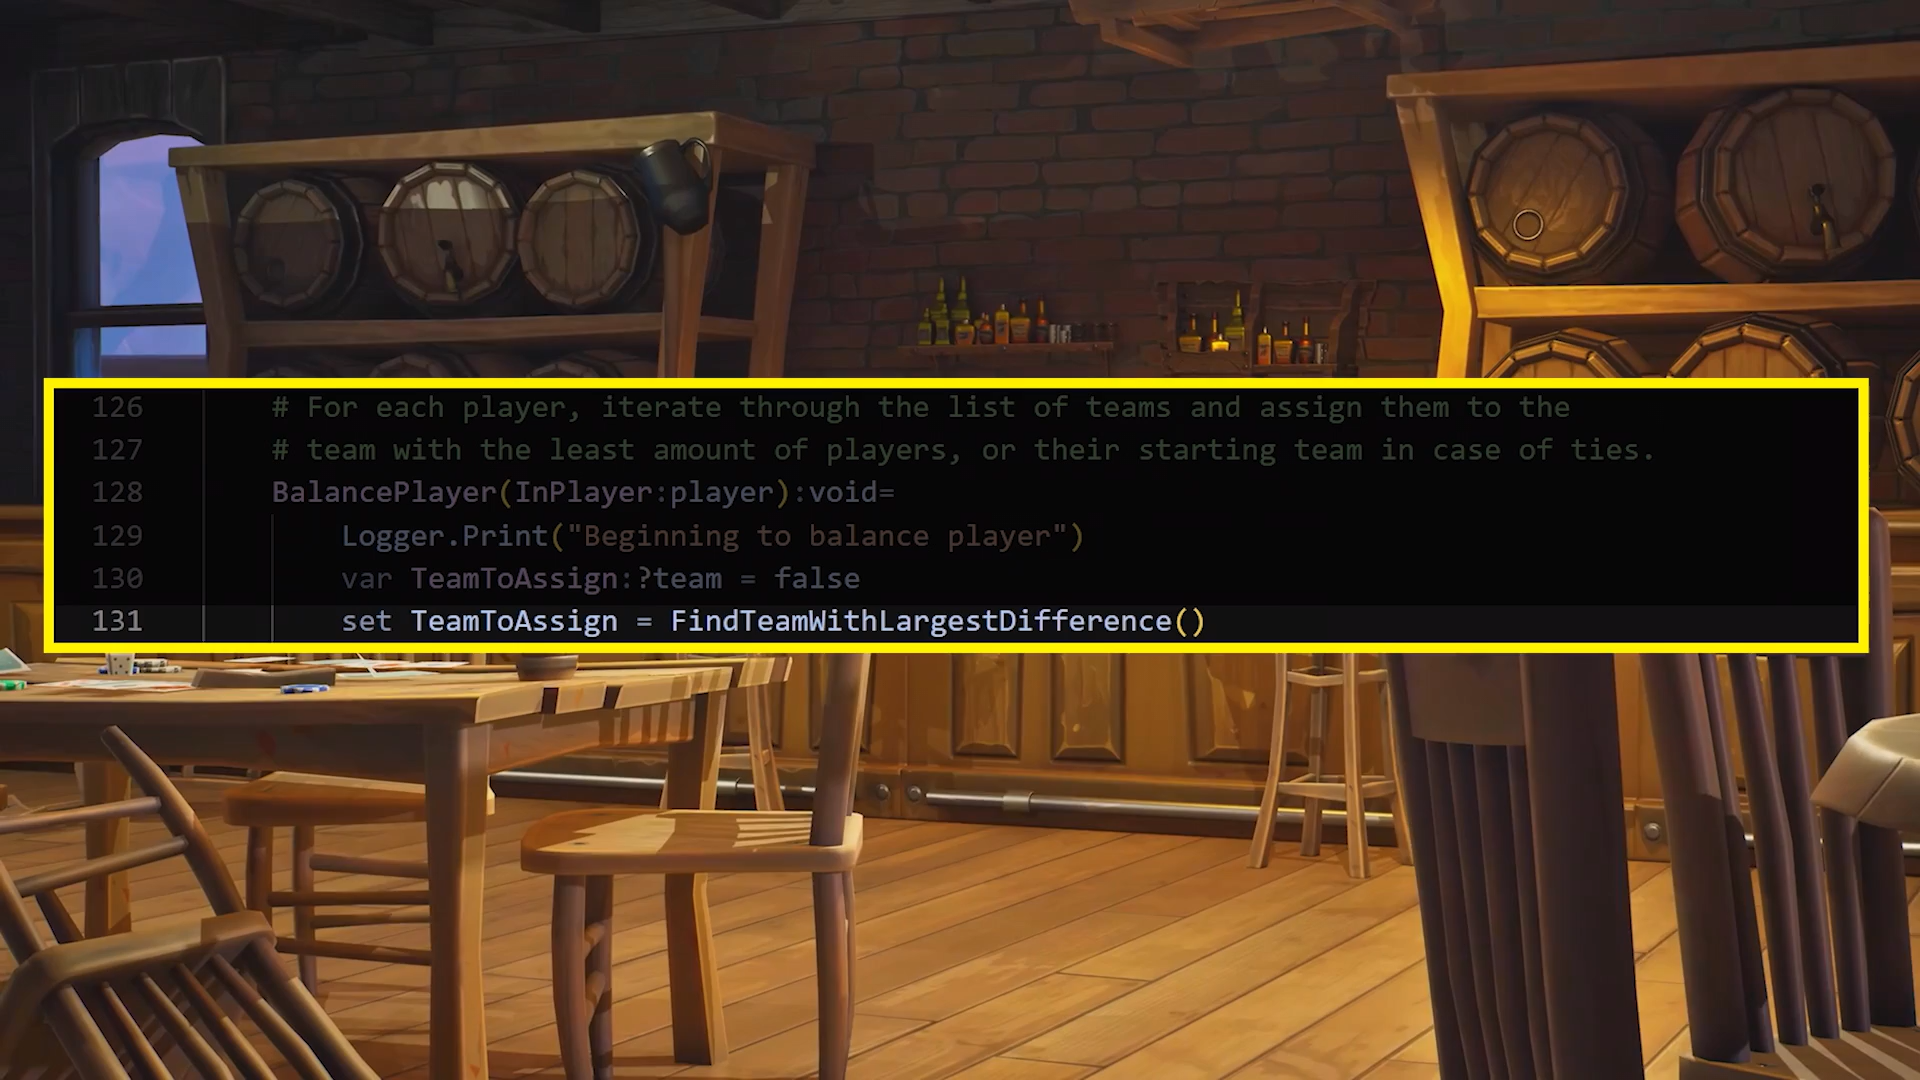 126 # For each player, iterate through the list of teams and assign them to the
127 # team with the least amount of players, or their starting team in case of ties.
128 BalancePlayer(InPlayer:player):void=
129 Logger.Print("Beginning to balance player")
130 var TeamToAssign:?team = false
131 set TeamToAssign = FindTeamWithLargestDifference()